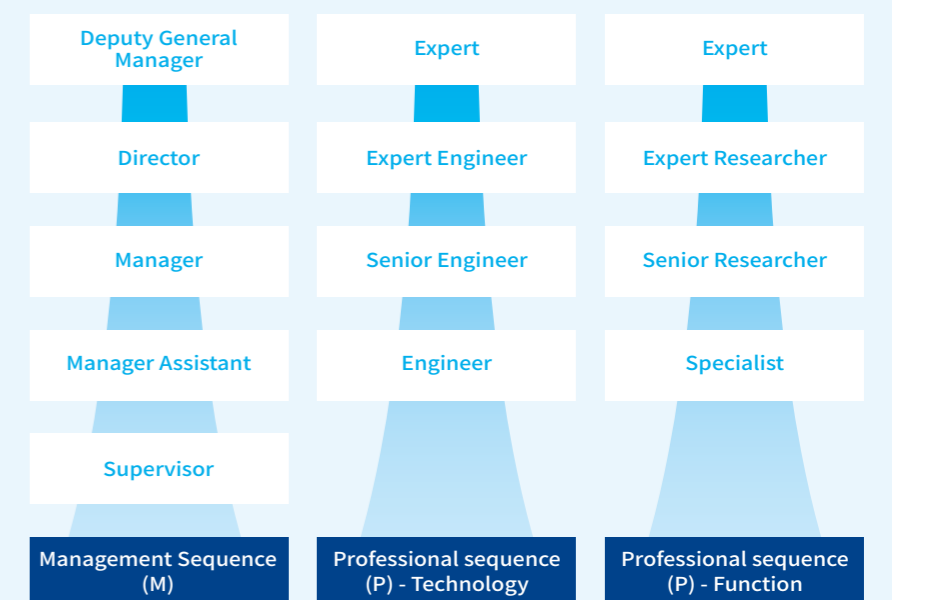 Deputy General
Manager
Expert
Expert
Director
Expert Engineer
Expert Researcher
Manager
Senior Engineer
Senior Researcher
Manager Assistant
Engineer
Specialist
Supervisor
Management Sequence
(M)
Professional sequence
(P) - Technology
Professional sequence
(P) - Function